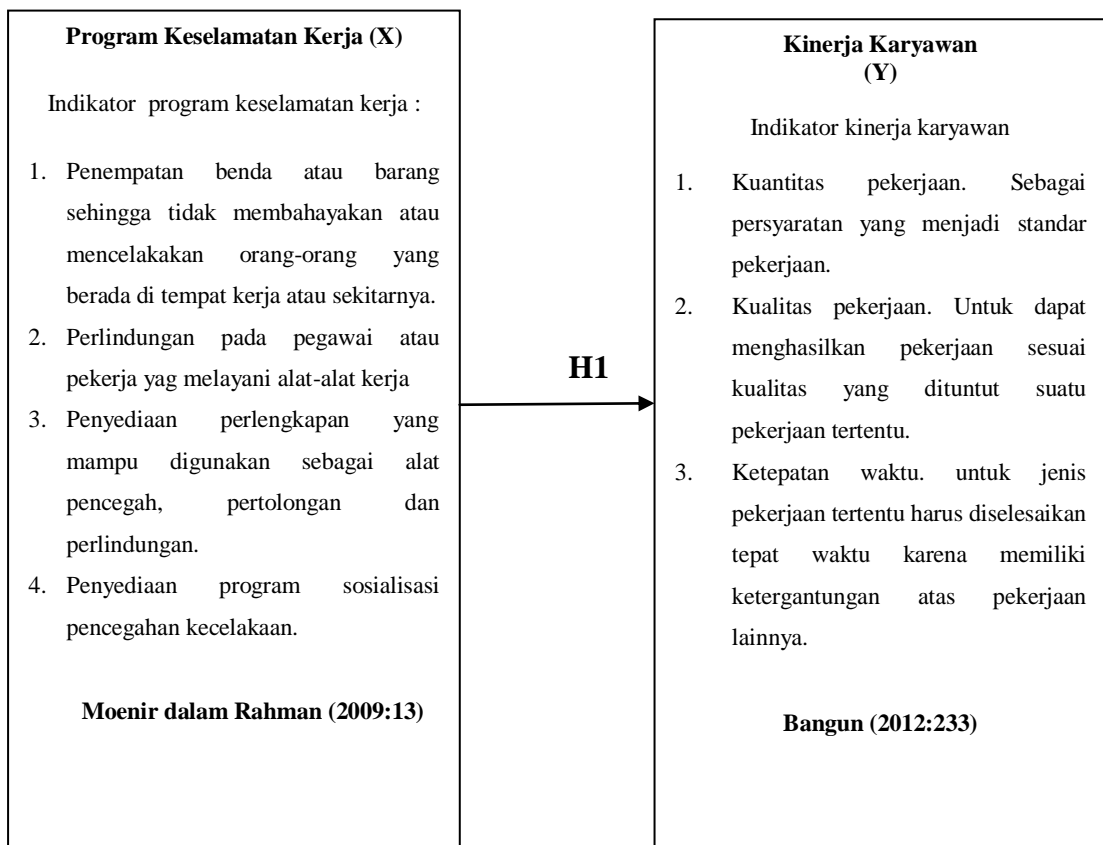 Program Keselamatan Kerja (X)
Indikator program keselamatan kerja :
1. Penempatan benda atau barang
sehingga tidak membahayakan atau
mencelakakan orang-orang yang
berada di tempat kerja atau sekitarnya.
2. Perlindungan pada pegawai atau
pekerja yag melayani alat-alat kerja
3. Penyediaan perlengkapan yang
mampu digunakan sebagai alat
pencegah, pertolongan dan
perlindungan.
4. Penyediaan program sosialisasi
pencegahan kecelakaan.
Moenir dalam Rahman (2009:13)
H1
Kinerja Karyawan
(Y)
Indikator kinerja karyawan
1. Kuantitas pekerjaan. Sebagai
persyaratan yang menjadi standar
pekerjaan.
2. Kualitas pekerjaan. Untuk dapat
menghasilkan pekerjaan sesuai
kualitas yang dituntut suatu
pekerjaan tertentu.
3. Ketepatan waktu. untuk jenis
pekerjaan tertentu harus diselesaikan
tepat waktu karena memiliki
ketergantungan atas pekerjaan
lainnya.
Bangun (2012:233)